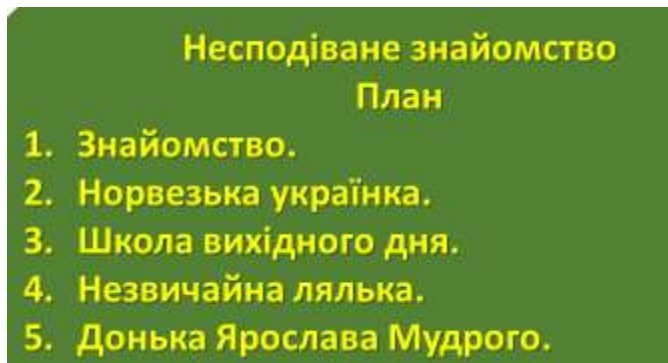 Несподіване знайомство
План
1. Знайомство.
2. Норвезька українка.
3. Школа вихідного дня.
4. Незвичайна лялька.
5. Донька Ярослава Мудрого.